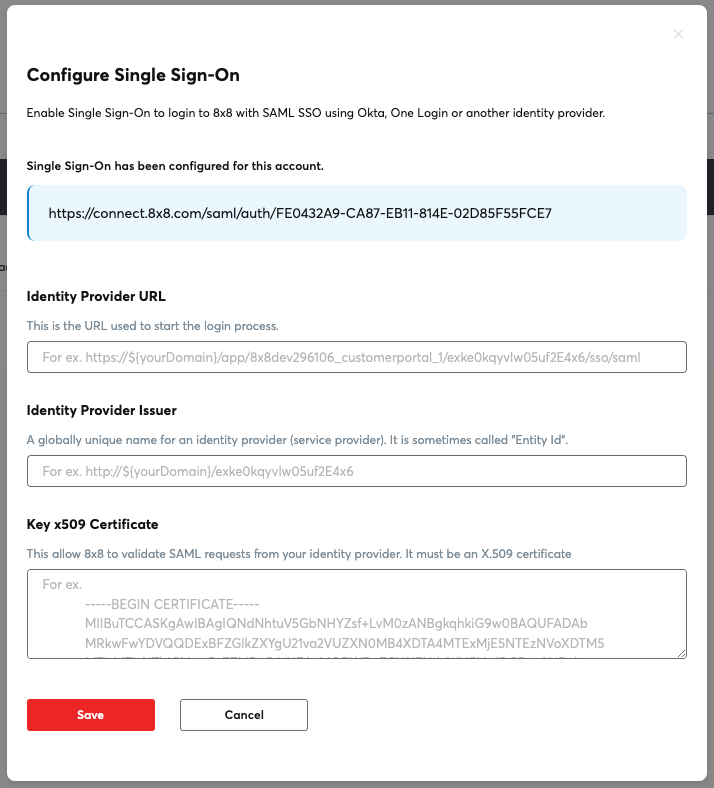 Configure Single Sign-On
Enable Single Sign-On to login to 8x8 with SAML SSO using Okta, One Login or another identity provider.
Single Sign-On has been configured for this account.
https://connect.8x8.com/saml/auth/FE0432A9-CA87-EB11-814E-02D85F55FCE7
Identity Provider URL
This is the URL used to start the login process.
For ex. https://${yourDomain}/app/8x8dev296106_customerportal_1/exke0kqyvlw05uf2E4x6/sso/saml
Identity Provider Issuer
A globally unique name for an identity provider (service provider). It is sometimes called "Entity Id".
For ex. http://${yourDomain}/exke0kqyvlw05uf2E4x6
Key x509 Certificate
This allow 8x8 to validate SAML requests from your identity provider. It must be an X.509 certificate
For ex.
-----BEGIN CERTIFICATE-----
MIIBuTCCASKgAwIBAgIQNdNhtuV5GbNHYZsf+LvM0zANBgkqhkiG9w0BAQUFADAb
MRkwFwYDVQQDExBFZGlkZXYgU21va2VUZXN0MB4XDTA4MTExMjE5NTEzNVoXDTM5
Save
Cancel